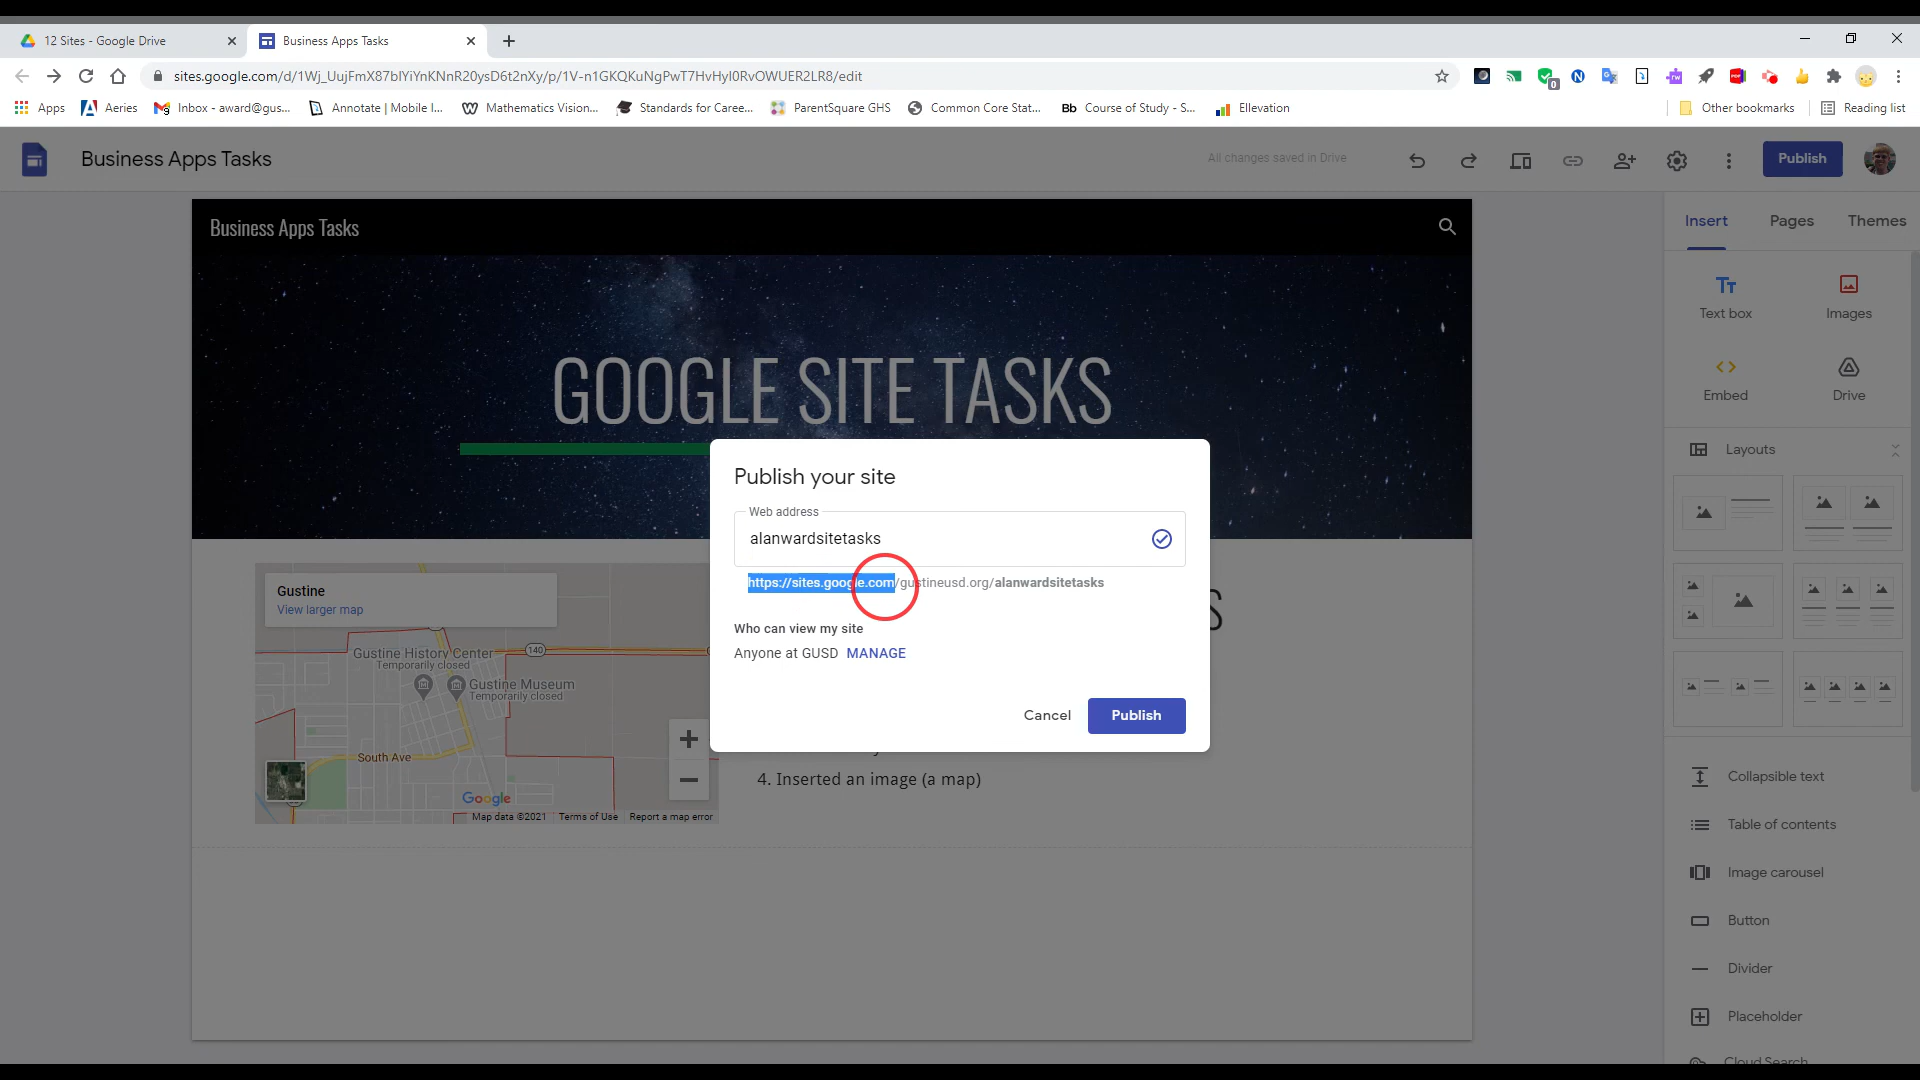 12 Sites - Google Drive
Business Apps Tasks
sites.google.com/d/1Wj_UujFmX87blYiYnKNnR20ysD6t2nXy/p/1V-n1GKQKuNgPwT7HvHyI0RvOWUER2LR8/edit
Apps
Aeries
Inbox - award@gus...
Annotate | Mobile I...
Mathematics Vision...
Standards for Caree...
ParentSquare GHS
Common Core Stat...
Bb Course of Study - S...
Ellevation
Other bookmarks
Reading list
Business Apps Tasks
All changes saved in Drive
Publish
Business Apps Tasks
Insert
Pages
Themes
GOOGLE SITE TASKS
Text box
Images
Embed
Drive
Layouts
Publish your site
Web address
alanwardsitetasks
https://sites.google.com/gustineusd.org/alanwardsitetasks
Who can view my site
Anyone at GUSD MANAGE
Cancel
Publish
Gustine
View larger map
Gustine History Center
Temporarily closed
140
Gustine Museum
Temporarily closed
South Ave
Google
Map data ©2021
Terms of Use
Report a map error
4. Inserted an image (a map)
Collapsible text
Table of contents
Image carousel
Button
Divider
Placeholder
Cloud Search